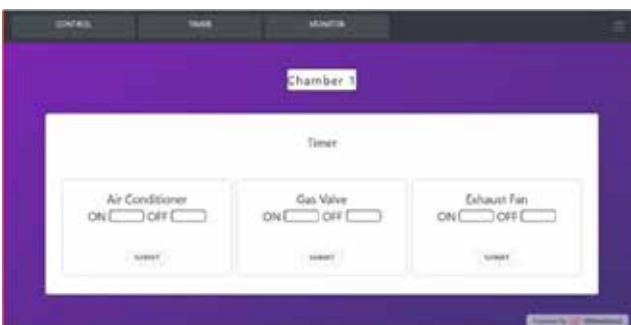 CONTROL TIMER MONITOR
Chamber 1
Timer
Air Conditioner Gas Valve Exhaust Fan
ON OFF ON OFF ON OFF
SUBMIT SUBMIT SUBMIT